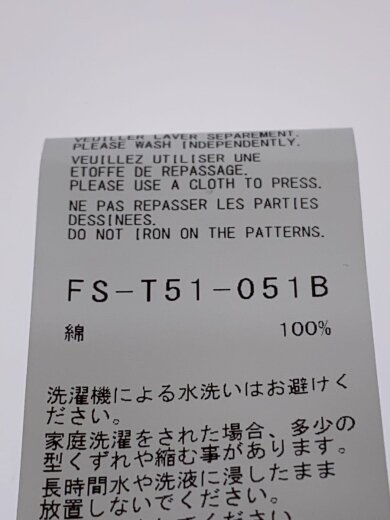 VEUILLER LAVER SEPAREMENT.
PLEASE WASH INDEPENDENTLY.
VEUILLEZ UTILISER UNE
ETOFFE DE REPASSAGE.
PLEASE USE A CLOTH TO PRESS.
NE PAS REPASSER LES PARTIES
DESSINEES.
DO NOT IRON ON THE PATTERNS.
FS-T51-051B
綿 100%
洗濯機による水洗いはお避けく
ださい。
家庭洗濯をされた場合、多少の
型くずれや縮む事があります。
長時間水や洗液に浸したまま
放置しないでください。